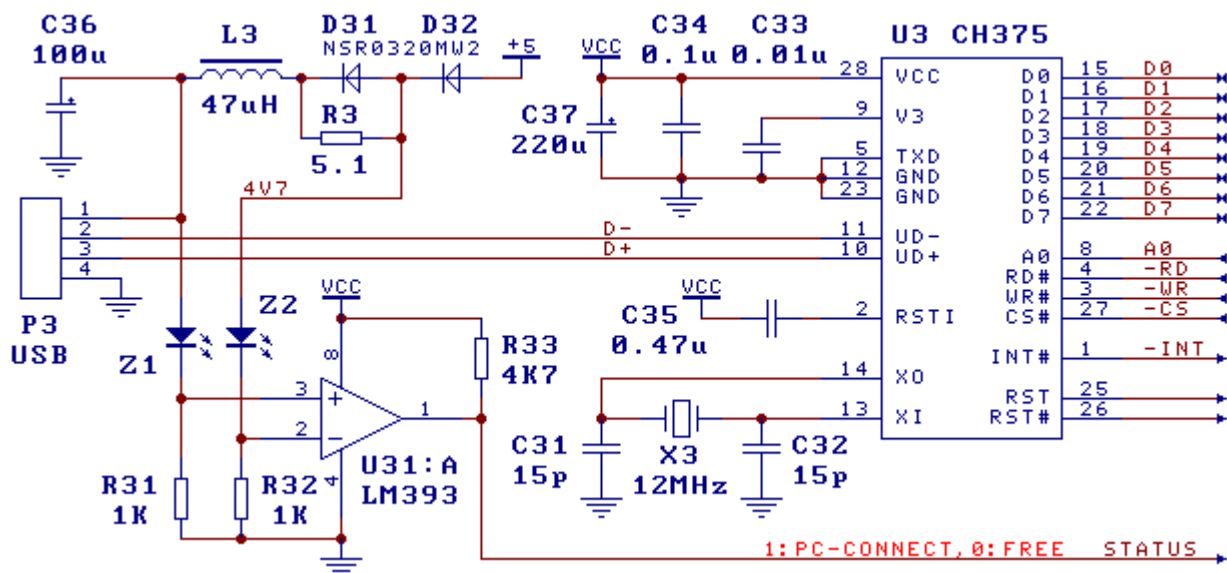 C36
100u
L3
47uH
D31 D32
NSR0320MW2
+5
R3
5.1
4V7
VCC
C34 C33
0.1u 0.01u
C37
220u
U3 CH375
28 VCC
9 V3
5 TXD
12 GND
23 GND
11 UD-
10 UD+
2 RSTI
14 XO
13 XI
D0 15 D0
D1 16 D1
D2 17 D2
D3 18 D3
D4 19 D4
D5 20 D5
D6 21 D6
D7 22 D7
A0 8 A0
RD# 4 -RD
WR# 3 -WR
CS# 27 -CS
INT# 1 -INT
RST 25
RST# 26
1
2
3
4
D-
D+
P3
USB
Z1
Z2
VCC
8
3 +
2 -
1
4
U31:A
LM393
R33
4K7
R31
1K
R32
1K
VCC
C35
0.47u
C31
15p
X3
12MHz
C32
15p
1:PC-CONNECT,0:FREE STATUS